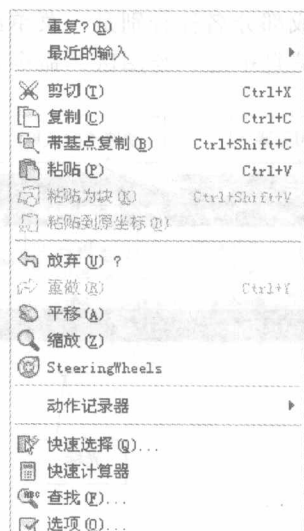 重复?(R)
最近的输入
剪切(T) Ctrl+X
复制(C) Ctrl+C
带基点复制(B) Ctrl+Shift+C
粘贴(P) Ctrl+V
粘贴为块(K) Ctrl+Shift+V
粘贴到原坐标(D)
放弃(U) ?
重做(R) Ctrl+Y
平移(A)
缩放(Z)
SteeringWheels
动作记录器
快速选择(Q)...
快速计算器
查找(F)...
选项(O)...